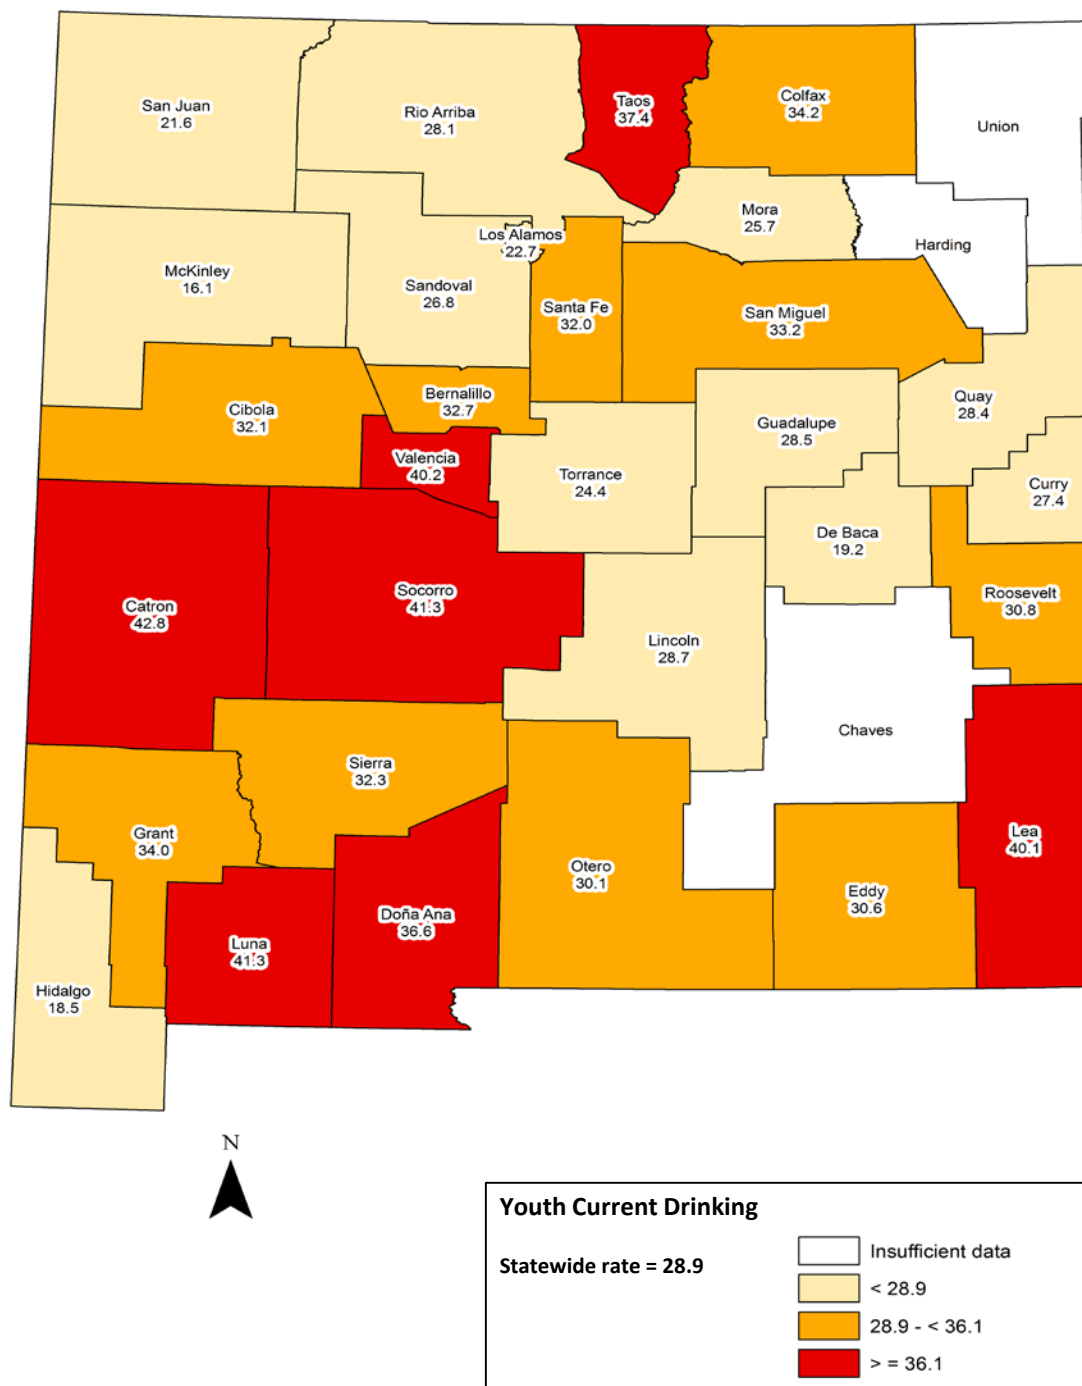 San Juan
21.6
Rio Arriba
28.1
Taos
37.4
Colfax
34.2
Union
Mora
25.7
Harding
Los Alamos
22.7
McKinley
16.1
Sandoval
26.8
Santa Fe
32.0
San Miguel
33.2
Cibola
32.1
Bernalillo
32.7
Quay
28.4
Guadalupe
28.5
Valencia
40.2
Torrance
24.4
Curry
27.4
De Baca
19.2
Catron
42.8
Socorro
41.3
Roosevelt
30.8
Lincoln
28.7
Chaves
Sierra
32.3
Grant
34.0
Otero
30.1
Eddy
30.6
Lea
40.1
Doña Ana
36.6
Luna
41.3
Hidalgo
18.5
N
Youth Current Drinking
Statewide rate = 28.9
Insufficient data
< 28.9
28.9 - < 36.1
> = 36.1